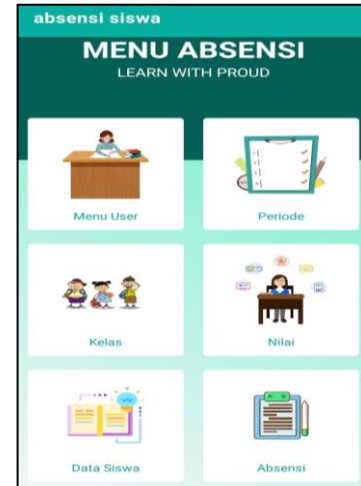 absensi siswa
MENU ABSENSI
LEARN WITH PROUD
Menu User
Periode
Kelas
Nilai
Data Siswa
Absensi